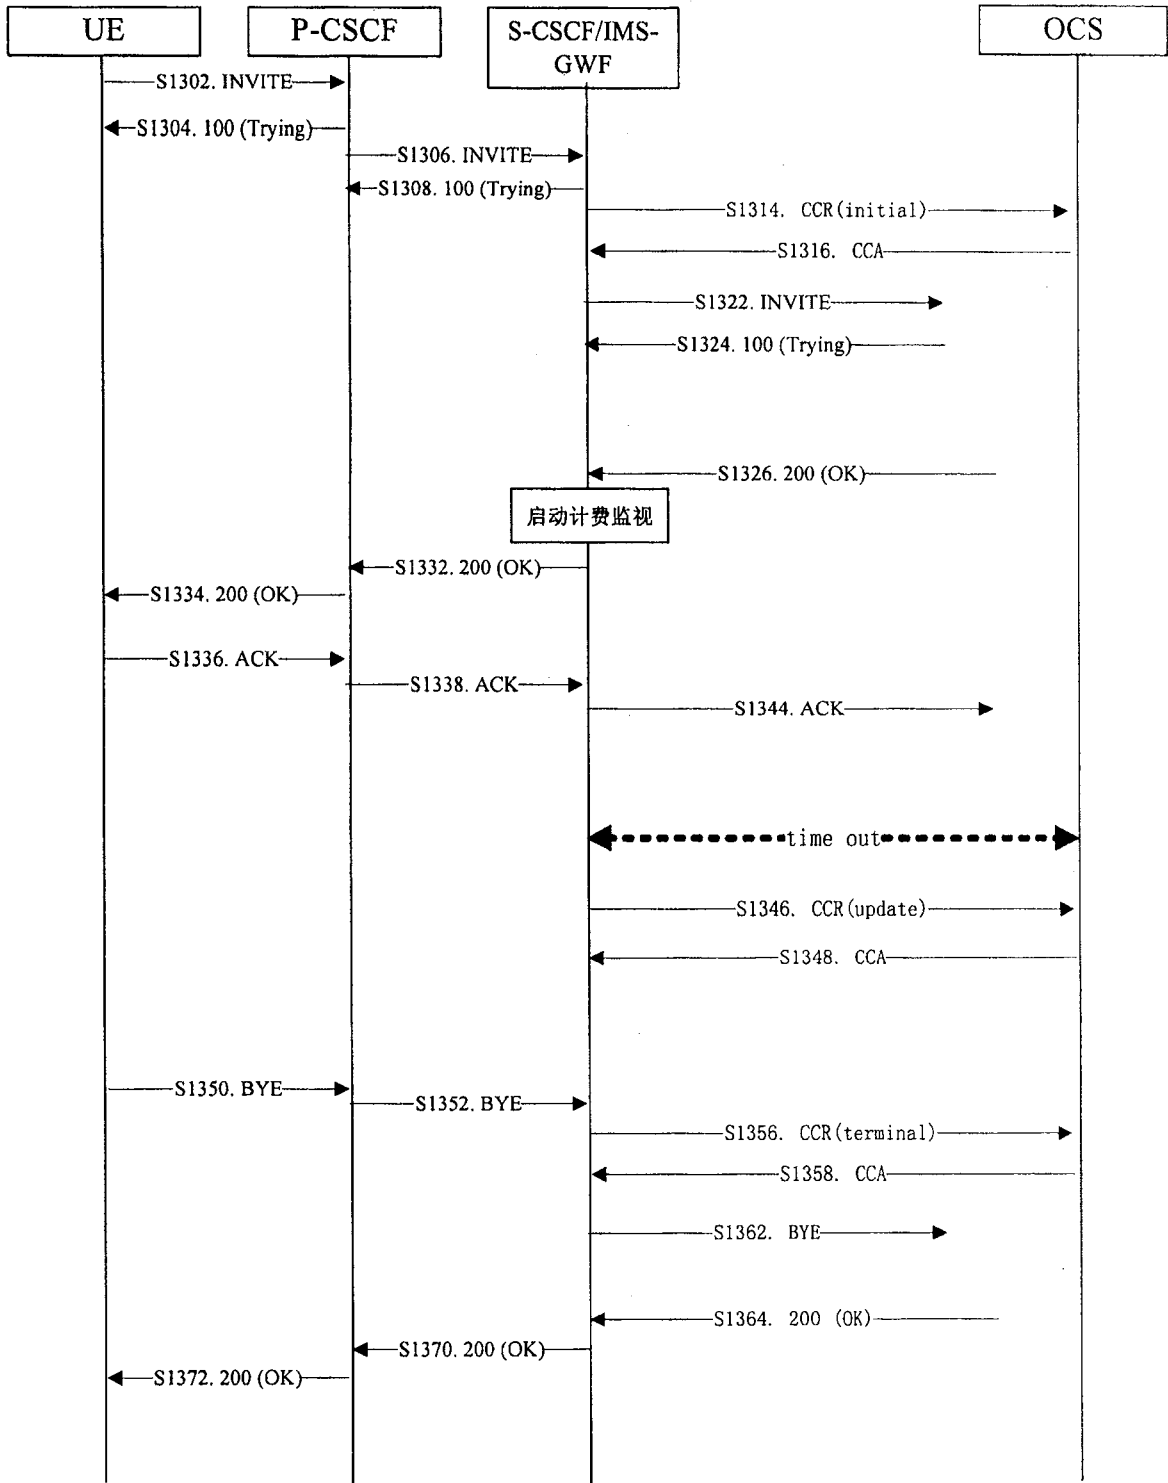 UE
P-CSCF
S-CSCF/IMS-
GWF
OCS
S1302. INVITE
S1304. 100 (Trying)
S1306. INVITE
S1308. 100 (Trying)
S1314. CCR(initial)
S1316. CCA
S1322. INVITE
S1324. 100 (Trying)
S1326. 200 (OK)
启动计费监视
S1332. 200 (OK)
S1334. 200 (OK)
S1336. ACK
S1338. ACK
S1344. ACK
time out
S1346. CCR(update)
S1348. CCA
S1350. BYE
S1352. BYE
S1356. CCR(terminal)
S1358. CCA
S1362. BYE
S1364. 200 (OK)
S1370. 200 (OK)
S1372. 200 (OK)